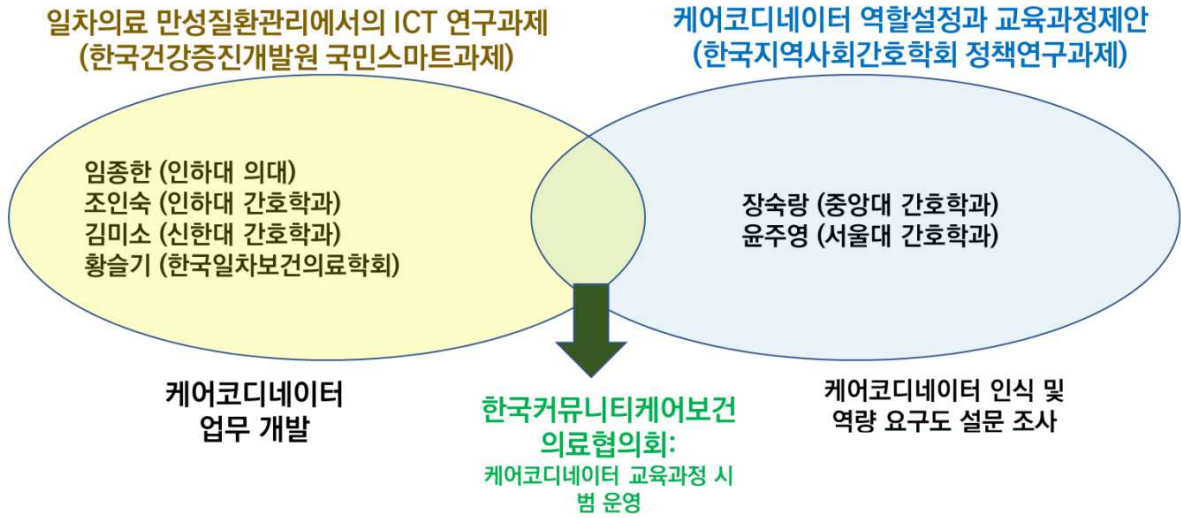 일차의료 만성질환관리에서의 ICT 연구과제
(한국건강증진개발원 국민스마트과제)
케어코디네이터 역할설정과 교육과정제안
(한국지역사회간호학회 정책연구과제)
임종한 (인하대 의대)
조인숙 (인하대 간호학과)
김미소 (신한대 간호학과)
황슬기 (한국일차보건의료학회)
장숙랑 (중앙대 간호학과)
윤주영 (서울대 간호학과)
케어코디네이터
업무 개발
한국커뮤니티케어보건
의료협의회:
케어코디네이터 교육과정 시
범 운영
케어코디네이터 인식 및
역량 요구도 설문 조사